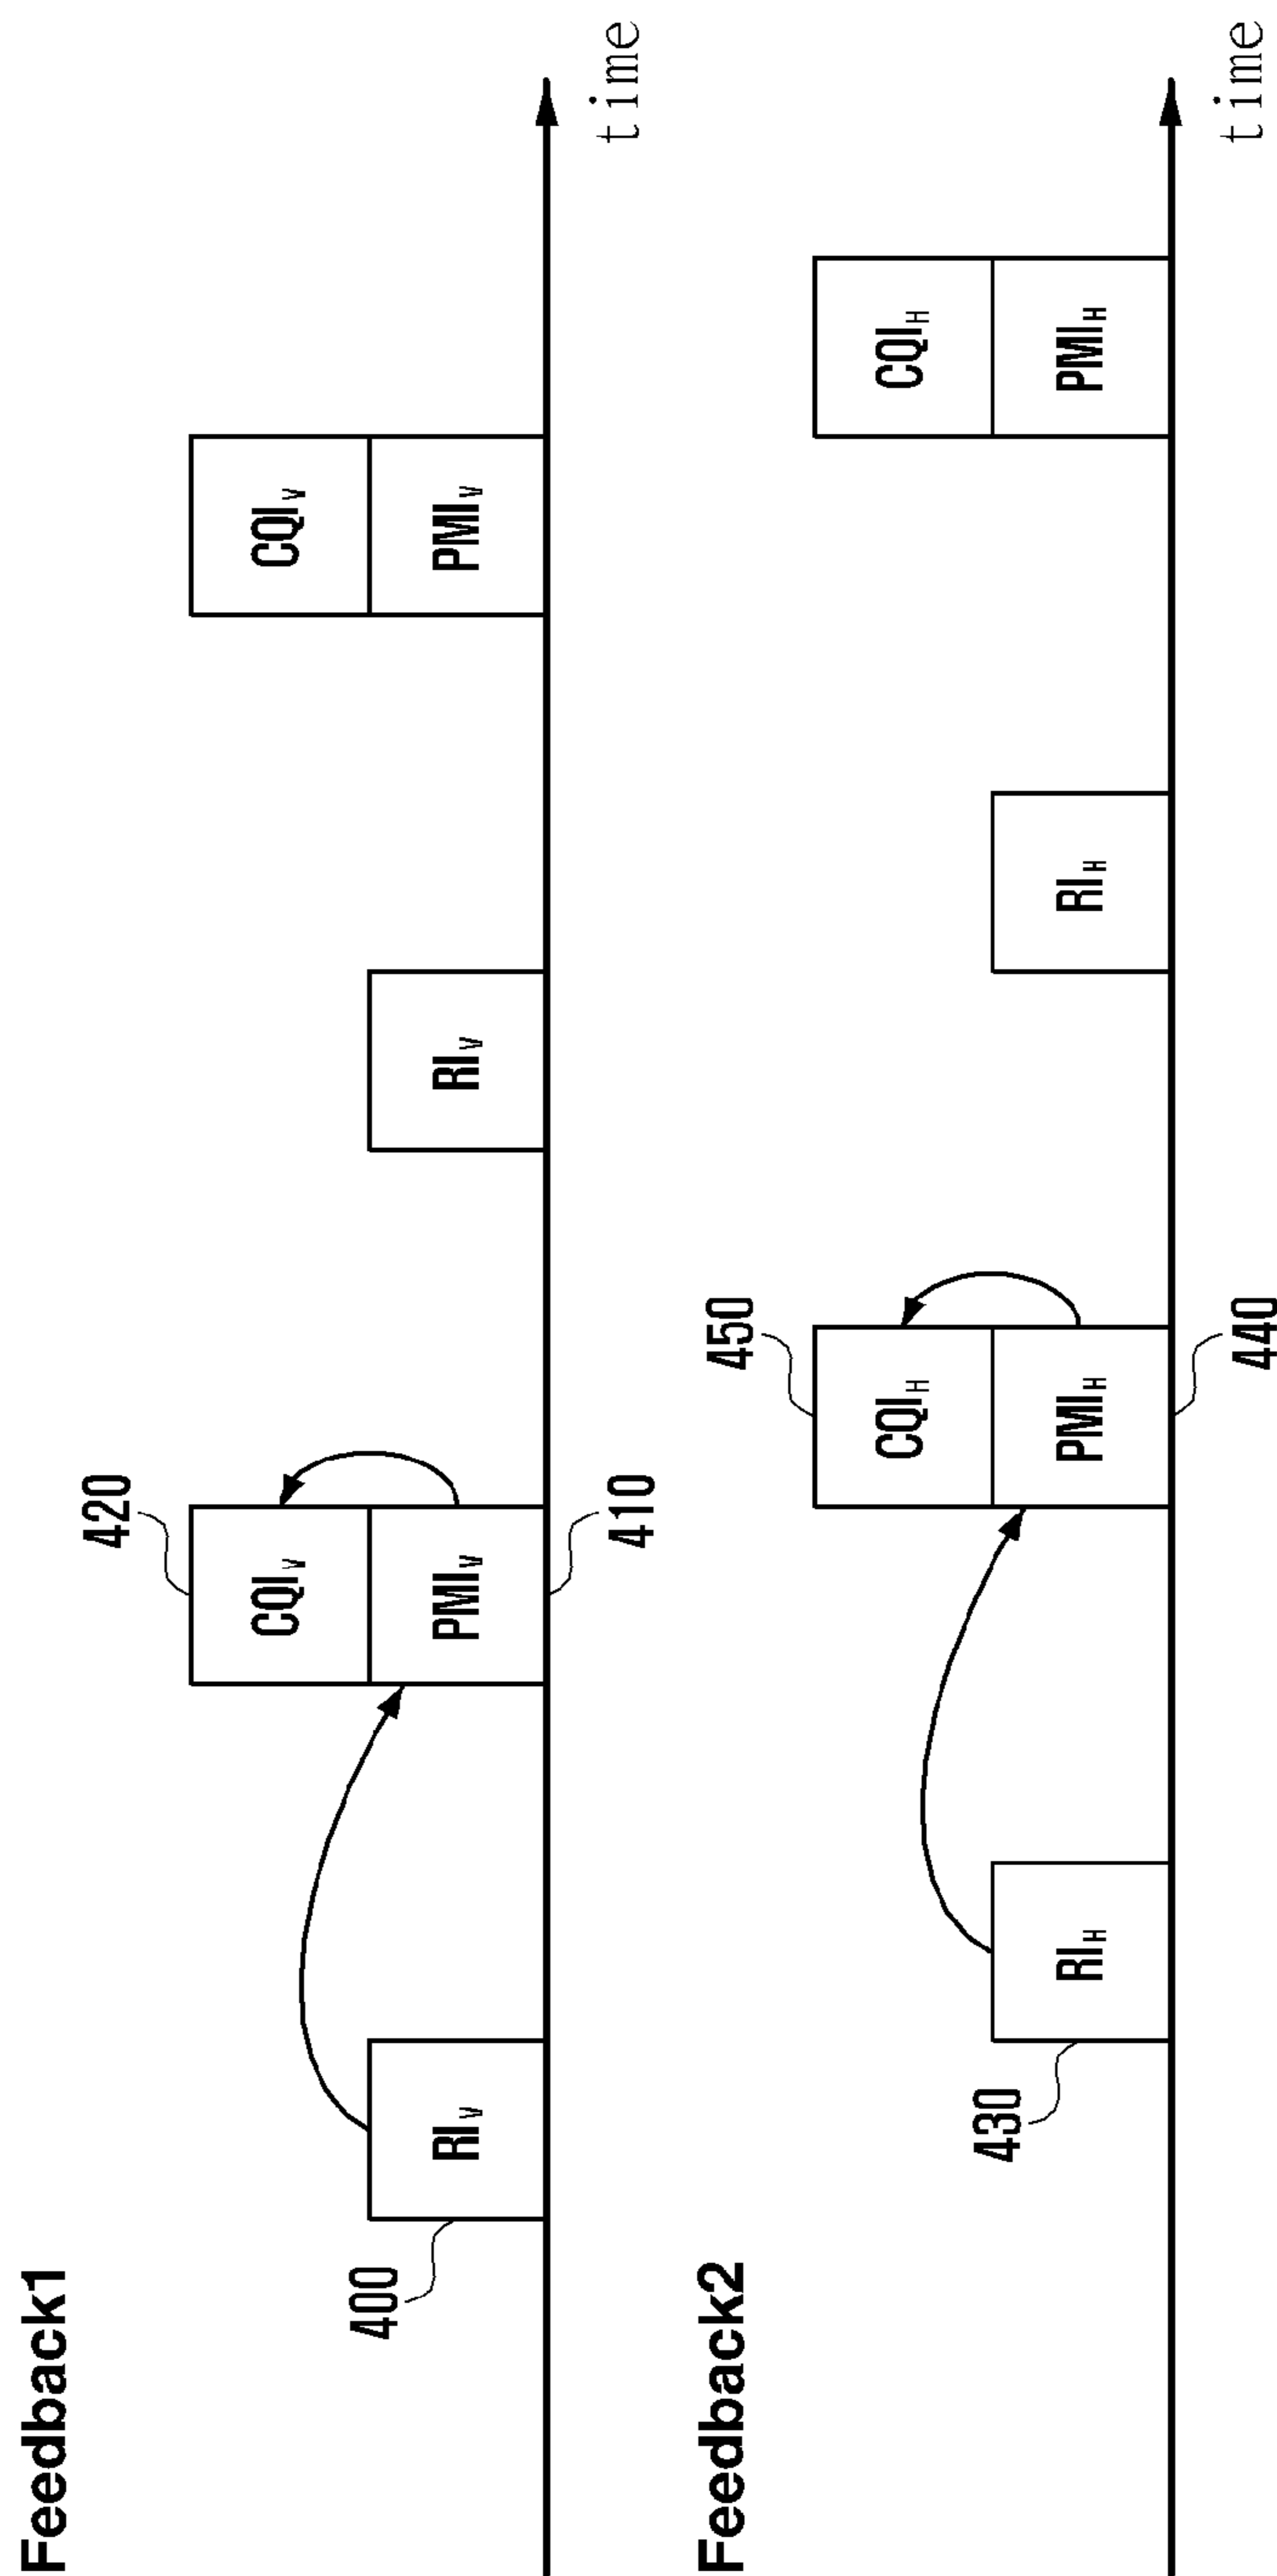 Feedback1
420
CQIV
CQIV
400
RIV
PMIV
RIV
PMIV
410
time
Feedback2
450
CQIH
CQIH
430
RIH
PMIH
RIH
PMIH
440
time